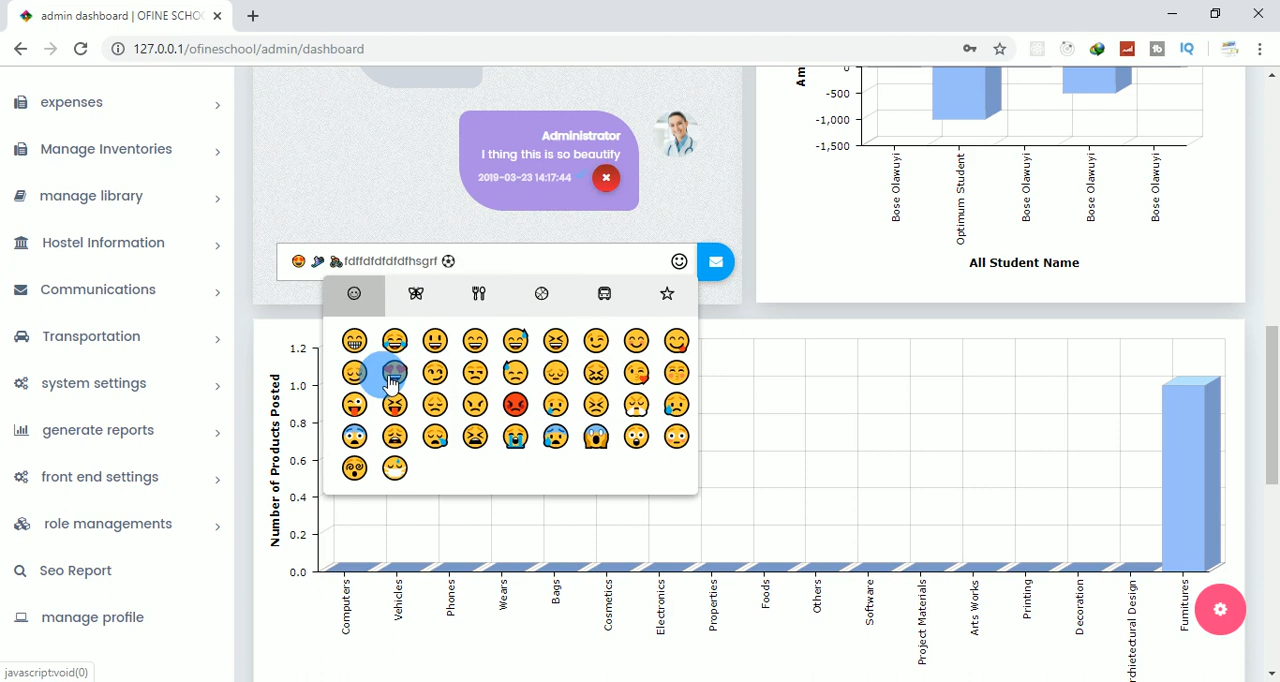 admin dashboard | OFINE SCHO
127.0.0.1/ofineschool/admin/dashboard
expenses
Manage Inventories
manage library
Hostel Information
Communications
Transportation
system settings
generate reports
front end settings
role managements
Seo Report
manage profile
javascript:void(0)
Administrator
I thing this is so beautify
2019-03-23 14:17:44
😍 🎿 🚴fdffdfdfdfdfhsgrf ⚽
Am
0
-500
-1,000
-1,500
Bose Olawuyi
Optimum Student
Bose Olawuyi
Bose Olawuyi
Bose Olawuyi
All Student Name
Number of Products Posted
1.2
1.0
0.8
0.6
0.4
0.2
0.0
Computers
Vehicles
Phones
Wears
Bags
Cosmetics
Electronics
Properties
Foods
Others
Software
Project Materials
Arts Works
Printing
Decoration
rchietectural Design
Furnitures